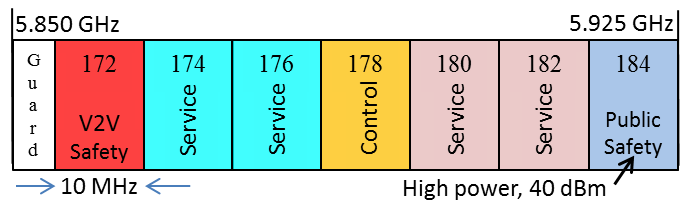 5.850 GHz
5.925 GHz
Guard
172
V2V
Safety
174
Service
176
Service
178
Control
180
Service
182
Service
184
Public
Safety
10 MHz
High power, 40 dBm